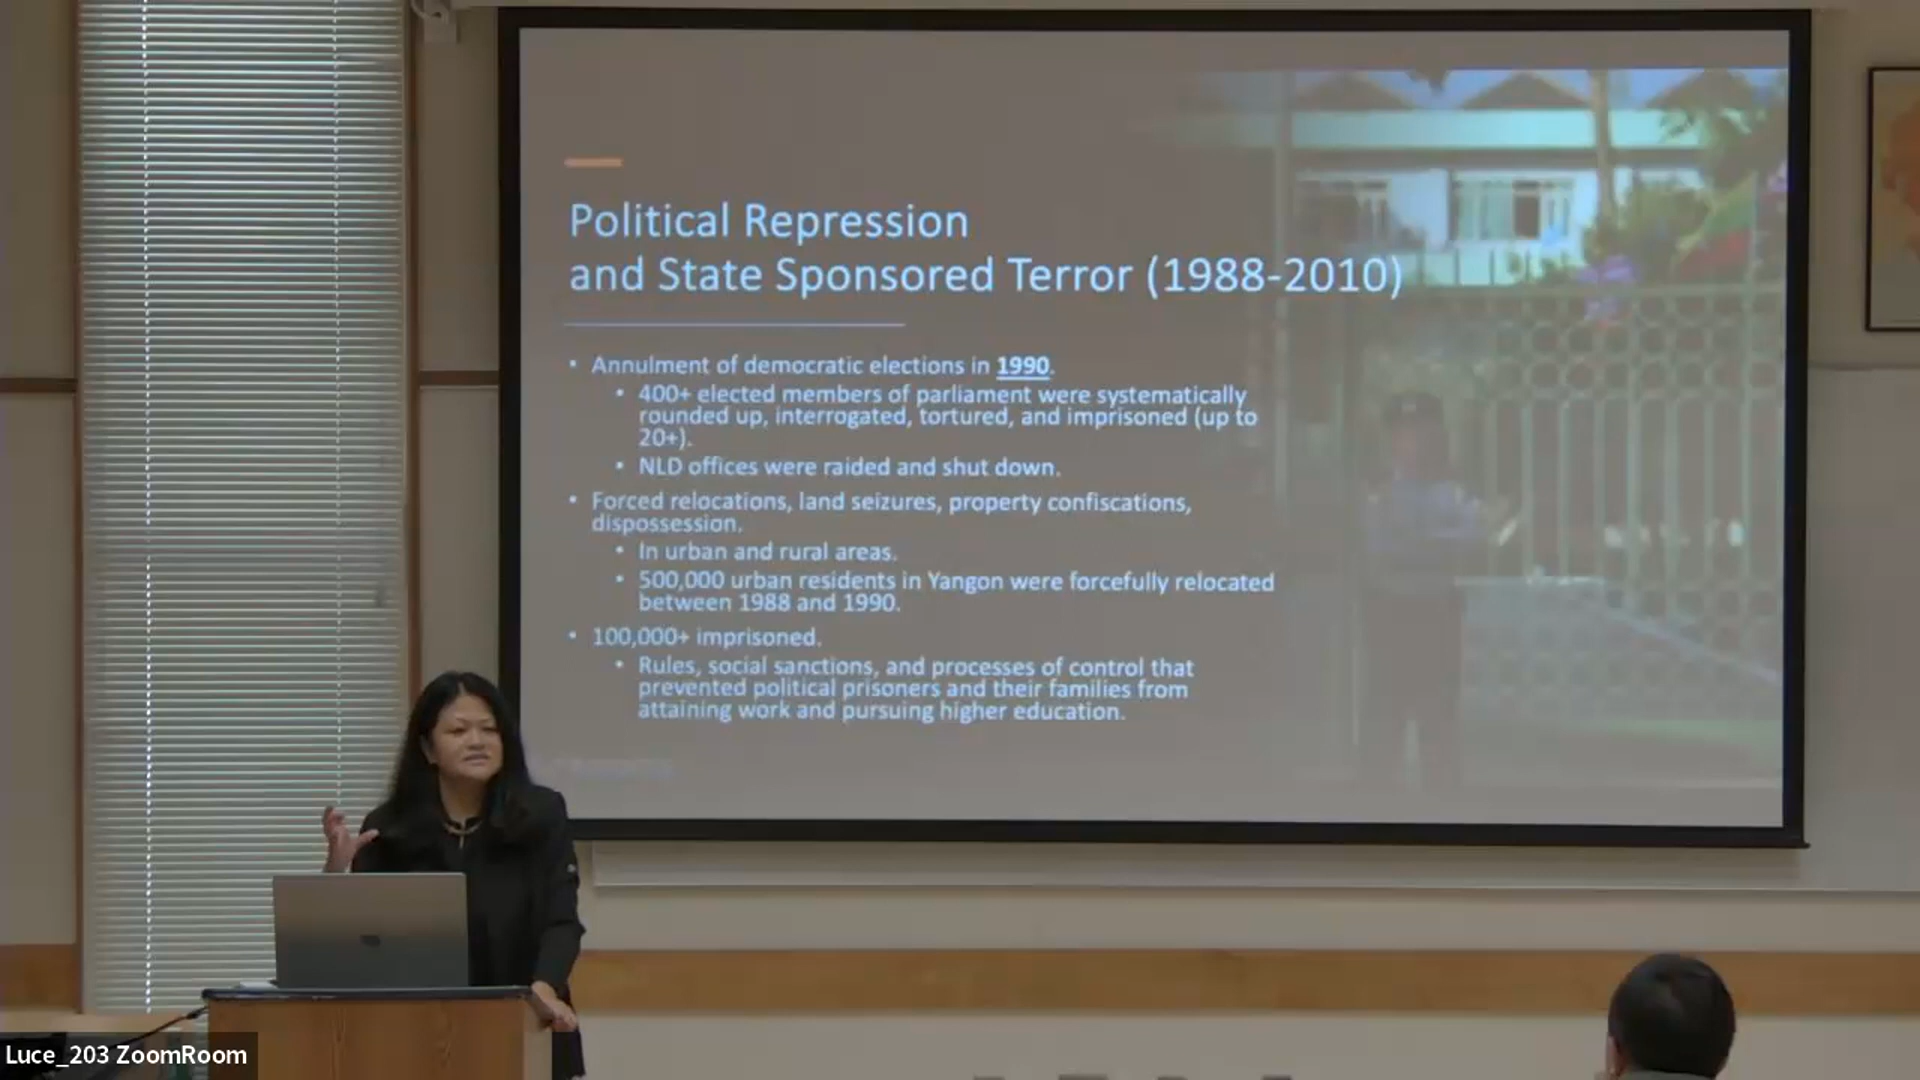 Political Repression
and State Sponsored Terror (1988-2010)
• Annulment of democratic elections in 1990.
• 400+ elected members of parliament were systematically
rounded up, interrogated, tortured, and imprisoned (up to
20+).
• NLD offices were raided and shut down.
• Forced relocations, land seizures, property confiscations,
dispossession.
• In urban and rural areas.
• 500,000 urban residents in Yangon were forcefully relocated
between 1988 and 1990.
• 100,000+ imprisoned.
• Rules, social sanctions, and processes of control that
prevented political prisoners and their families from
attaining work and pursuing higher education.
Luce_203 ZoomRoom